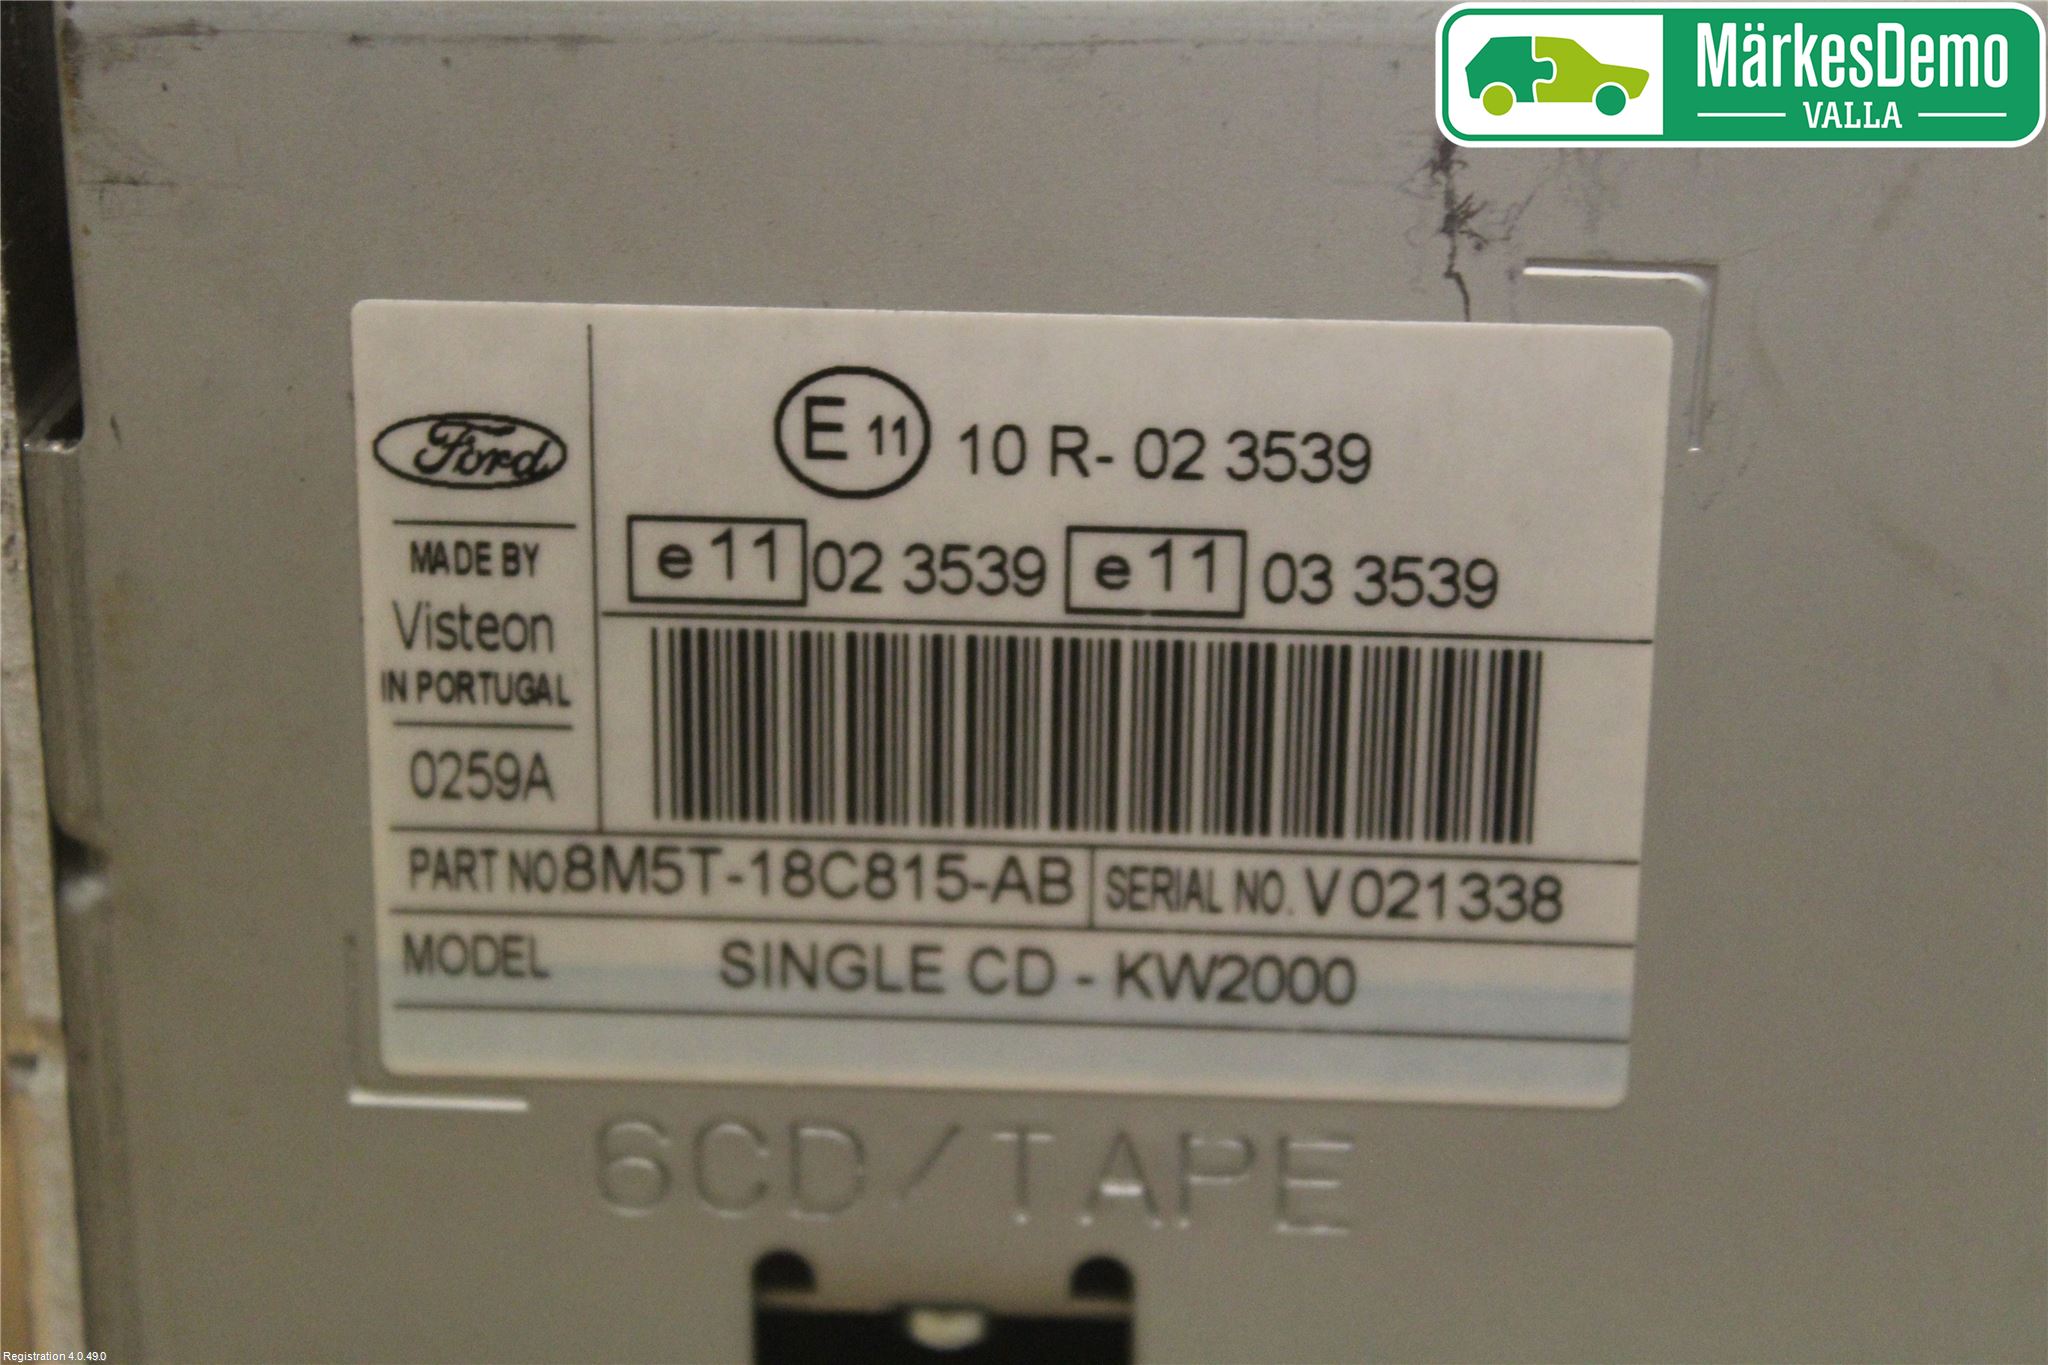 MärkesDemo
VALLA
Ford
E 11 10 R- 02 3539
e 11 02 3539 e 11 03 3539
MADE BY
Visteon
IN PORTUGAL
0259A
PART NO. 8M5T-18C815-AB SERIAL NO. V 021338
MODEL SINGLE CD - KW2000
6CD/TAPE
Registration 4.0.49.0